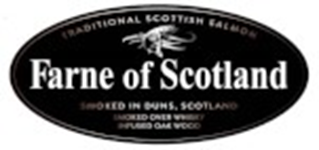 TRADITIONAL SCOTTISH SALMON
Farne of Scotland
SMOKED IN DUNS, SCOTLAND
SMOKED OVER WHISKY
INFUSED OAK WOOD